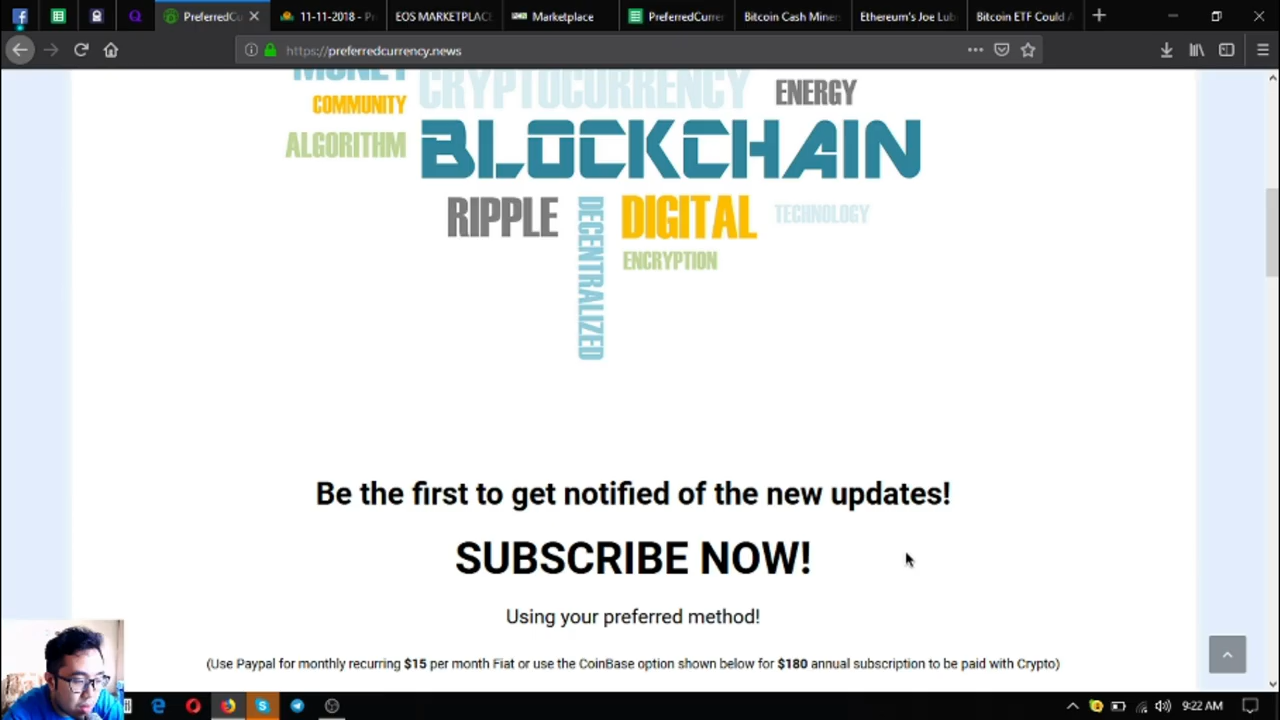 PreferredCu
11-11-2018 - P
EOS MARKETPLACE
Marketplace
PreferredCurre
Bitcoin Cash Miner
Ethereum's Joe Lub
Bitcoin ETF Could A
https://preferredcurrency.news
MONEY
CRYPTOCURRENCY
ENERGY
COMMUNITY
ALGORITHM
BLOCKCHAIN
RIPPLE
DECENTRALIZED
DIGITAL
TECHNOLOGY
ENCRYPTION
Be the first to get notified of the new updates!
SUBSCRIBE NOW!
Using your preferred method!
(Use Paypal for monthly recurring $15 per month Fiat or use the CoinBase option shown below for $180 annual subscription to be paid with Crypto)
9:22 AM